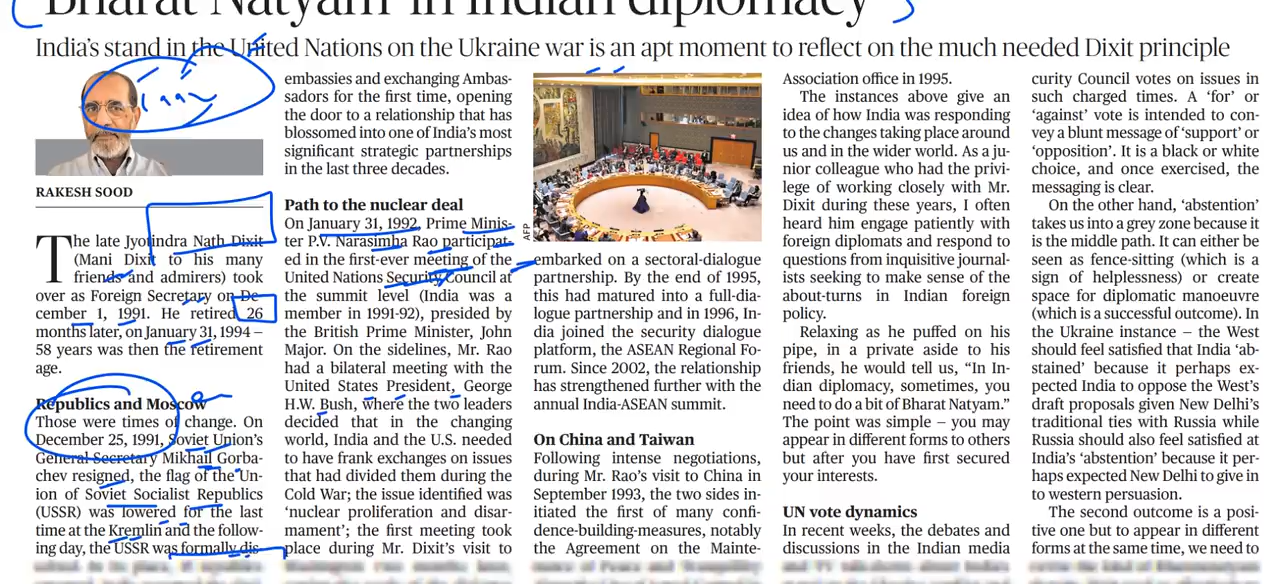 Bharat Natyam' in Indian diplomacy
India's stand in the United Nations on the Ukraine war is an apt moment to reflect on the much needed Dixit principle
1992
RAKESH SOOD
The late Jyotindra Nath Dixit
(Mani Dixit to his many
friends and admirers) took
over as Foreign Secretary on De-
cember 1, 1991. He retired 26
months later, on January 31, 1994 –
58 years was then the retirement
age.
Republics and Moscow
Those were times of change. On
December 25, 1991, Soviet Union's
General Secretary Mikhail Gorba-
chev resigned, the flag of the Un-
ion of Soviet Socialist Republics
(USSR) was lowered for the last
time at the Kremlin and the follow-
ing day, the USSR was formally dis-
embassies and exchanging Ambas-
sadors for the first time, opening
the door to a relationship that has
blossomed into one of India's most
significant strategic partnerships
in the last three decades.
Path to the nuclear deal
On January 31, 1992, Prime Minis-
ter P.V. Narasimha Rao participat-
ed in the first-ever meeting of the
United Nations Security Council at
the summit level (India was a
member in 1991-92), presided by
the British Prime Minister, John
Major. On the sidelines, Mr. Rao
had a bilateral meeting with the
United States President, George
H.W. Bush, where the two leaders
decided that in the changing
world, India and the U.S. needed
to have frank exchanges on issues
that had divided them during the
Cold War; the issue identified was
'nuclear proliferation and disar-
mament'; the first meeting took
place during Mr. Dixit's visit to
AFP
embarked on a sectoral-dialogue
partnership. By the end of 1995,
this had matured into a full-dia-
logue partnership and in 1996, In-
dia joined the security dialogue
platform, the ASEAN Regional Fo-
rum. Since 2002, the relationship
has strengthened further with the
annual India-ASEAN summit.
On China and Taiwan
Following intense negotiations,
during Mr. Rao's visit to China in
September 1993, the two sides in-
itiated the first of many confi-
dence-building-measures, notably
the Agreement on the Mainte-
Association office in 1995.
The instances above give an
idea of how India was responding
to the changes taking place around
us and in the wider world. As a ju-
nior colleague who had the privi-
lege of working closely with Mr.
Dixit during these years, I often
heard him engage patiently with
foreign diplomats and respond to
questions from inquisitive journal-
ists seeking to make sense of the
about-turns in Indian foreign
policy.
Relaxing as he puffed on his
pipe, in a private aside to his
friends, he would tell us, "In In-
dian diplomacy, sometimes, you
need to do a bit of Bharat Natyam."
The point was simple – you may
appear in different forms to others
but after you have first secured
your interests.
UN vote dynamics
In recent weeks, the debates and
discussions in the Indian media
curity Council votes on issues in
such charged times. A 'for' or
'against' vote is intended to con-
vey a blunt message of 'support' or
'opposition'. It is a black or white
choice, and once exercised, the
messaging is clear.
On the other hand, 'abstention'
takes us into a grey zone because it
is the middle path. It can either be
seen as fence-sitting (which is a
sign of helplessness) or create
space for diplomatic manoeuvre
(which is a successful outcome). In
the Ukraine instance – the West
should feel satisfied that India 'ab-
stained' because it perhaps ex-
pected India to oppose the West's
draft proposals given New Delhi's
traditional ties with Russia while
Russia should also feel satisfied at
India's 'abstention' because it per-
haps expected New Delhi to give in
to western persuasion.
The second outcome is a posi-
tive one but to appear in different
forms at the same time, we need to